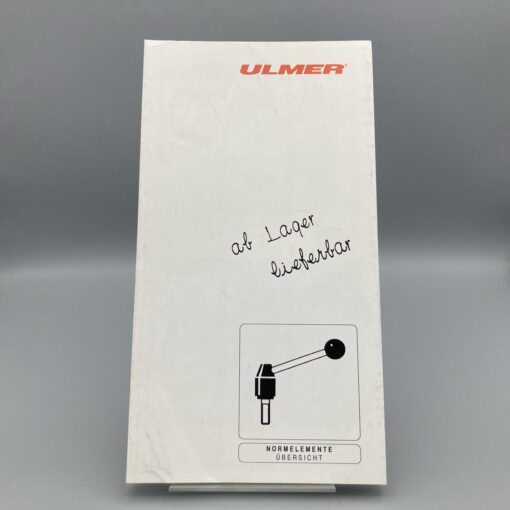 ULMER
ab Lager
lieferbar
NORMELEMENTE
ÜBERSICHT